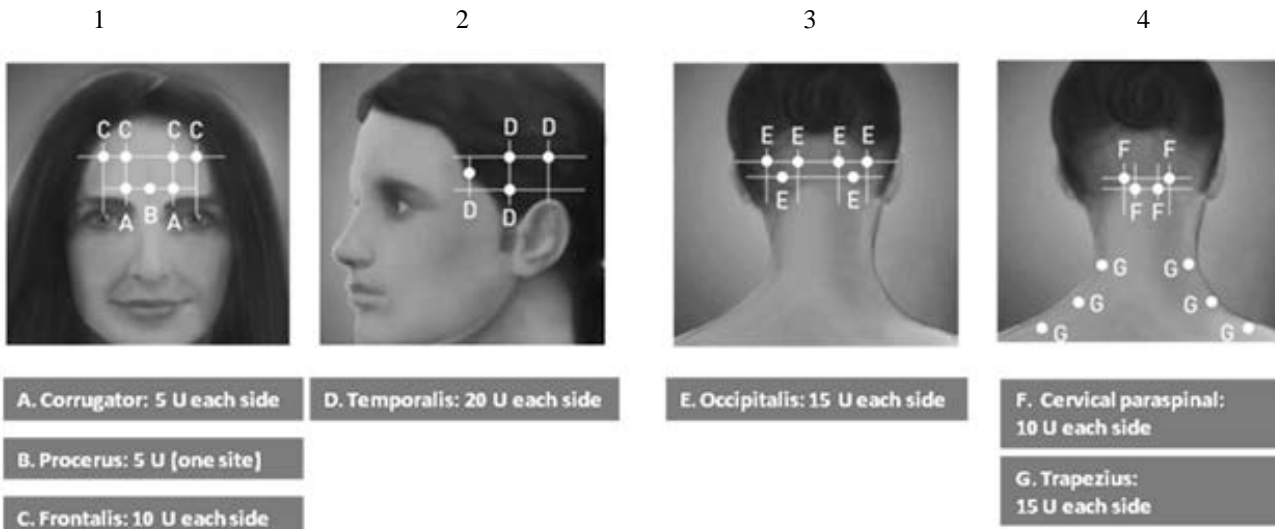 1 2 3 4
C C C C
A B A
D D
D D
E E E E
E E
F F
F F
G G
G G
G G
A. Corrugator: 5 U each side
B. Procerus: 5 U (one site)
C. Frontalis: 10 U each side
D. Temporalis: 20 U each side
E. Occipitalis: 15 U each side
F. Cervical paraspinal:
10 U each side
G. Trapezius:
15 U each side